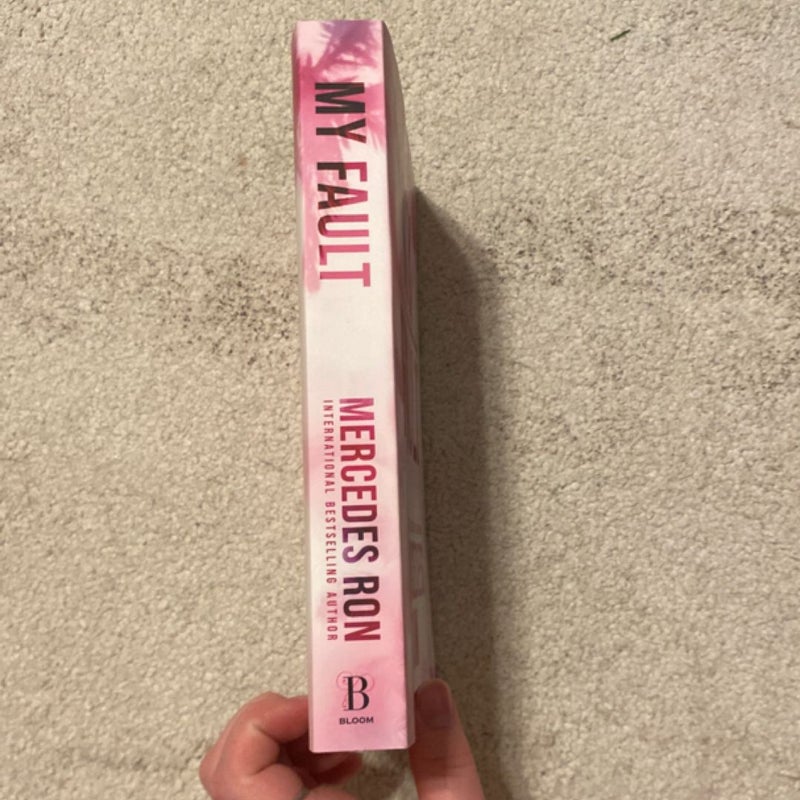 MY FAULT
MERCEDES RON
INTERNATIONAL BESTSELLING AUTHOR
B
BLOOM